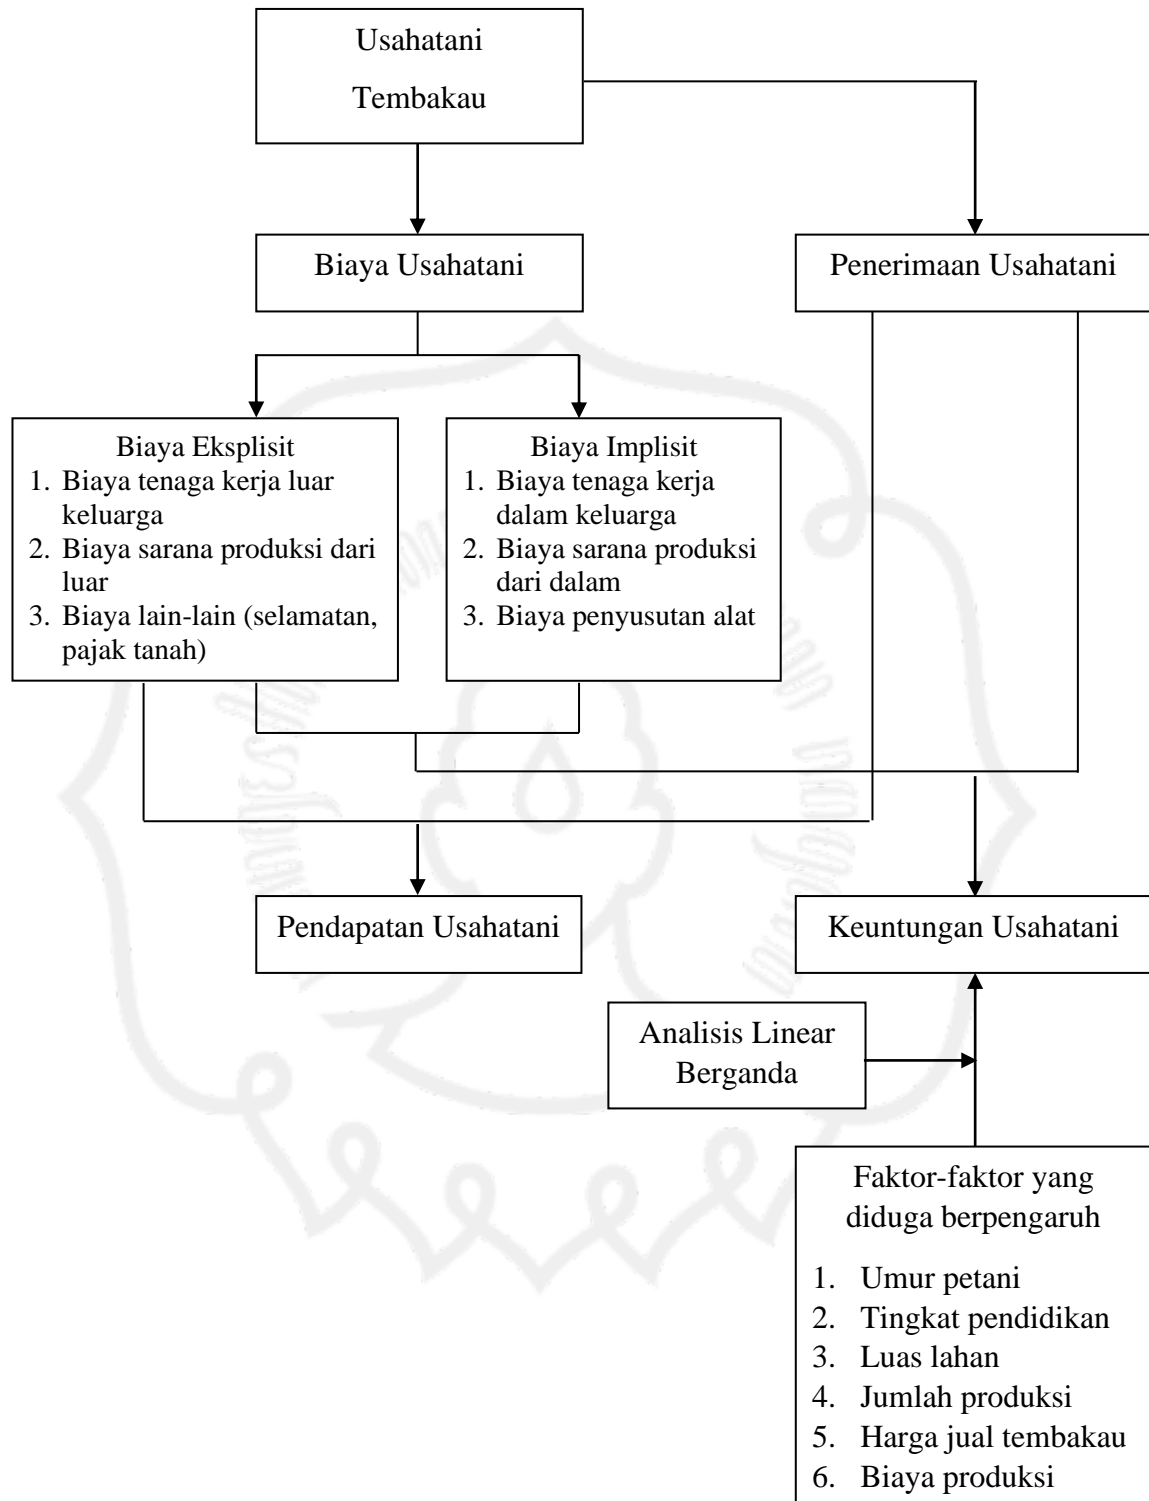 Usahatani
Tembakau
Biaya Usahatani
Penerimaan Usahatani
Biaya Eksplisit
1. Biaya tenaga kerja luar
keluarga
2. Biaya sarana produksi dari
luar
3. Biaya lain-lain (selamatan,
pajak tanah)
Biaya Implisit
1. Biaya tenaga kerja
dalam keluarga
2. Biaya sarana produksi
dari dalam
3. Biaya penyusutan alat
Pendapatan Usahatani
Keuntungan Usahatani
Analisis Linear
Berganda
Faktor-faktor yang
diduga berpengaruh
1. Umur petani
2. Tingkat pendidikan
3. Luas lahan
4. Jumlah produksi
5. Harga jual tembakau
6. Biaya produksi